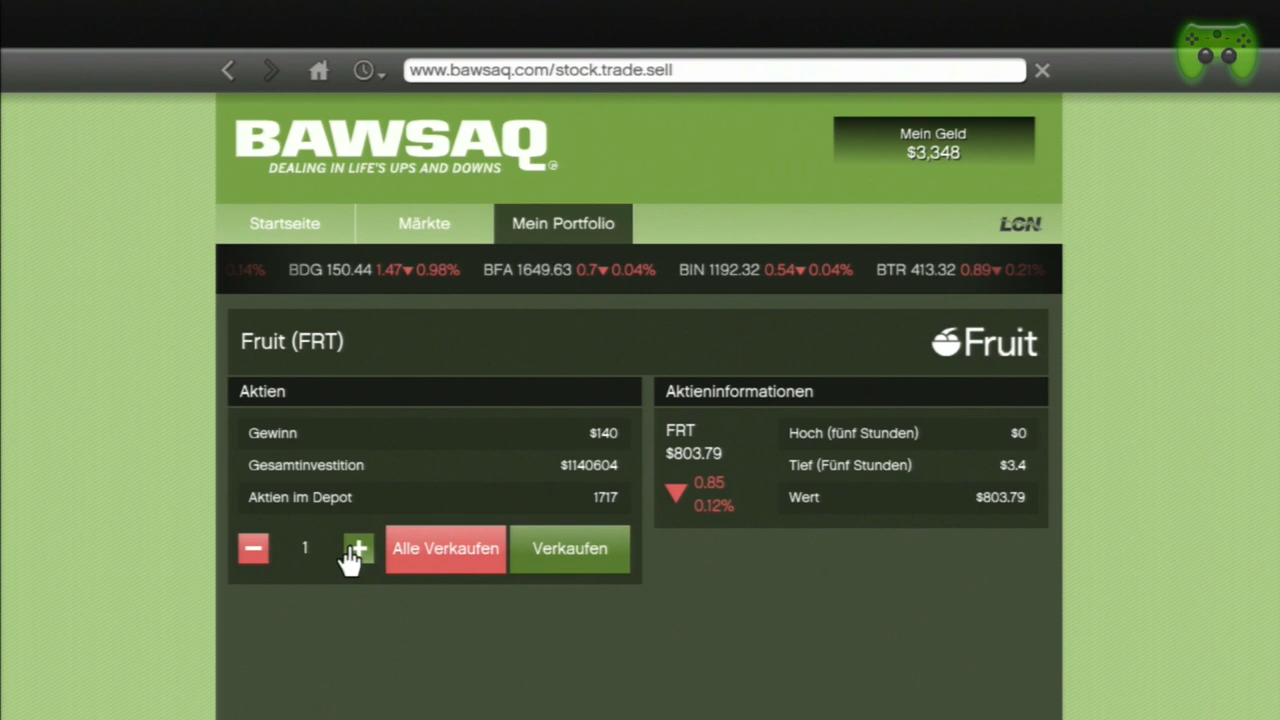 www.bawsaq.com/stock.trade.sell
BAWSAQ
DEALING IN LIFE'S UPS AND DOWNS
Mein Geld
$3,348
Startseite Märkte Mein Portfolio LCN
0.14% BDG 150.44 1.47▼0.98% BFA 1649.63 0.7▼0.04% BIN 1192.32 0.54▼0.04% BTR 413.32 0.89▼0.21%
Fruit (FRT) Fruit
Aktien
Gewinn $140
Gesamtinvestition $1140604
Aktien im Depot 1717
− 1 + Alle Verkaufen Verkaufen
Aktieninformationen
FRT
$803.79
▼ 0.85
0.12%
Hoch (fünf Stunden) $0
Tief (Fünf Stunden) $3.4
Wert $803.79